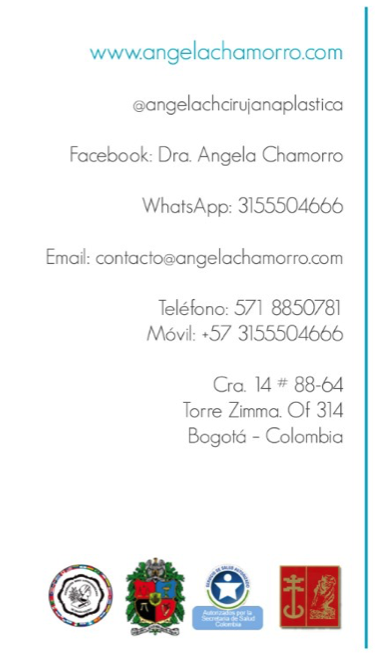 www.angelachamorro.com
@angelachcirujanaplastica
Facebook: Dra. Angela Chamorro
WhatsApp: 3155504666
Email: contacto@angelachamorro.com
Teléfono: 571 8850781
Móvil: +57 3155504666
Cra. 14 # 88-64
Torre Zimma. Of 314
Bogotá - Colombia
Autorizados por la
Secretaria de Salud
Colombia